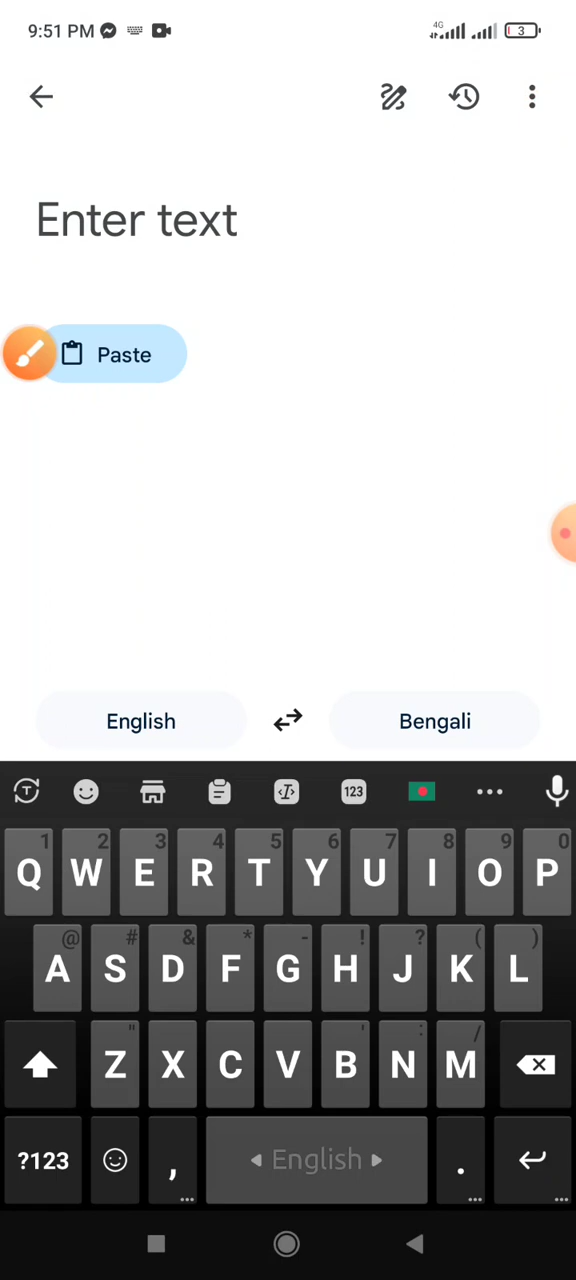 9:51 PM 4G 3
Enter text
Paste
English Bengali
123
1 2 3 4 5 6 7 8 9 0
Q W E R T Y U I O P
@ # & * - ! ? ( )
A S D F G H J K L
" ' : /
Z X C V B N M
?123 , English .